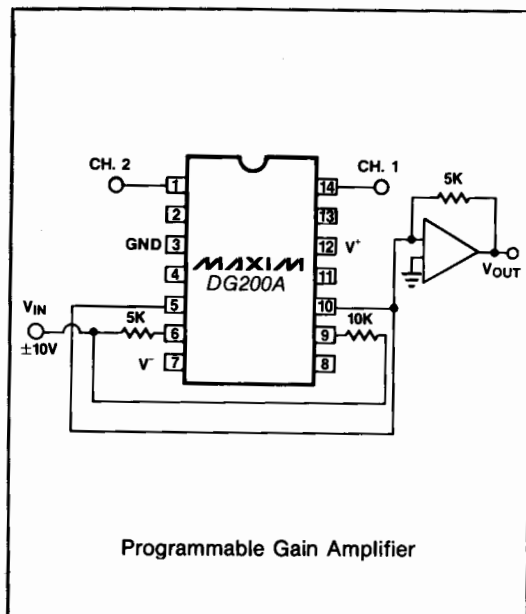 CH. 2
CH. 1
1
14
5K
2
13
GND
3
12
V⁺
MAXIM
DG200A
4
11
VOUT
5
10
VIN
5K
10K
±10V
6
9
V⁻
7
8
Programmable Gain Amplifier